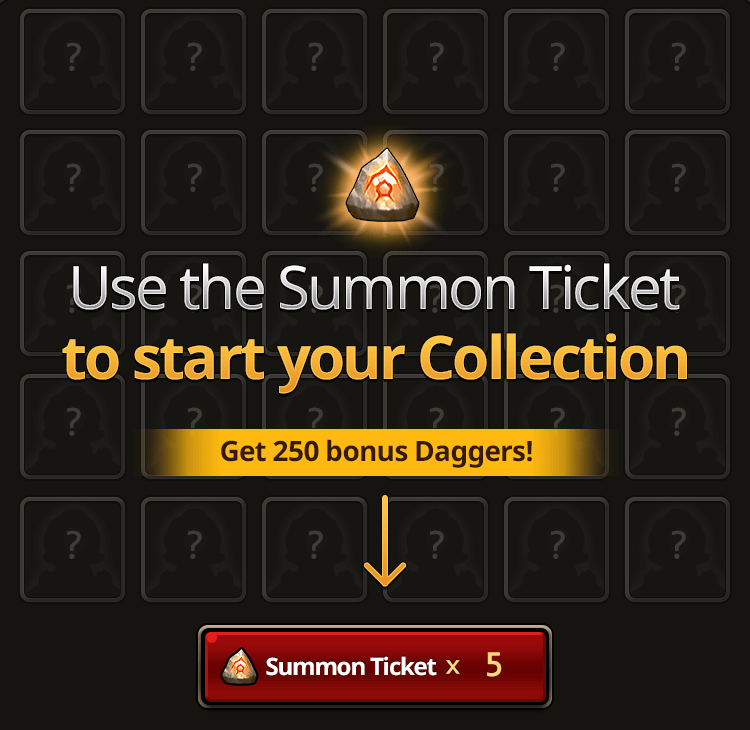 ? ? ? ? ? ?
? ? ? ? ? ?
Use the Summon Ticket
to start your Collection
? ? ? ? ? ?
Get 250 bonus Daggers!
? ? ? ? ? ?
Summon Ticket x 5